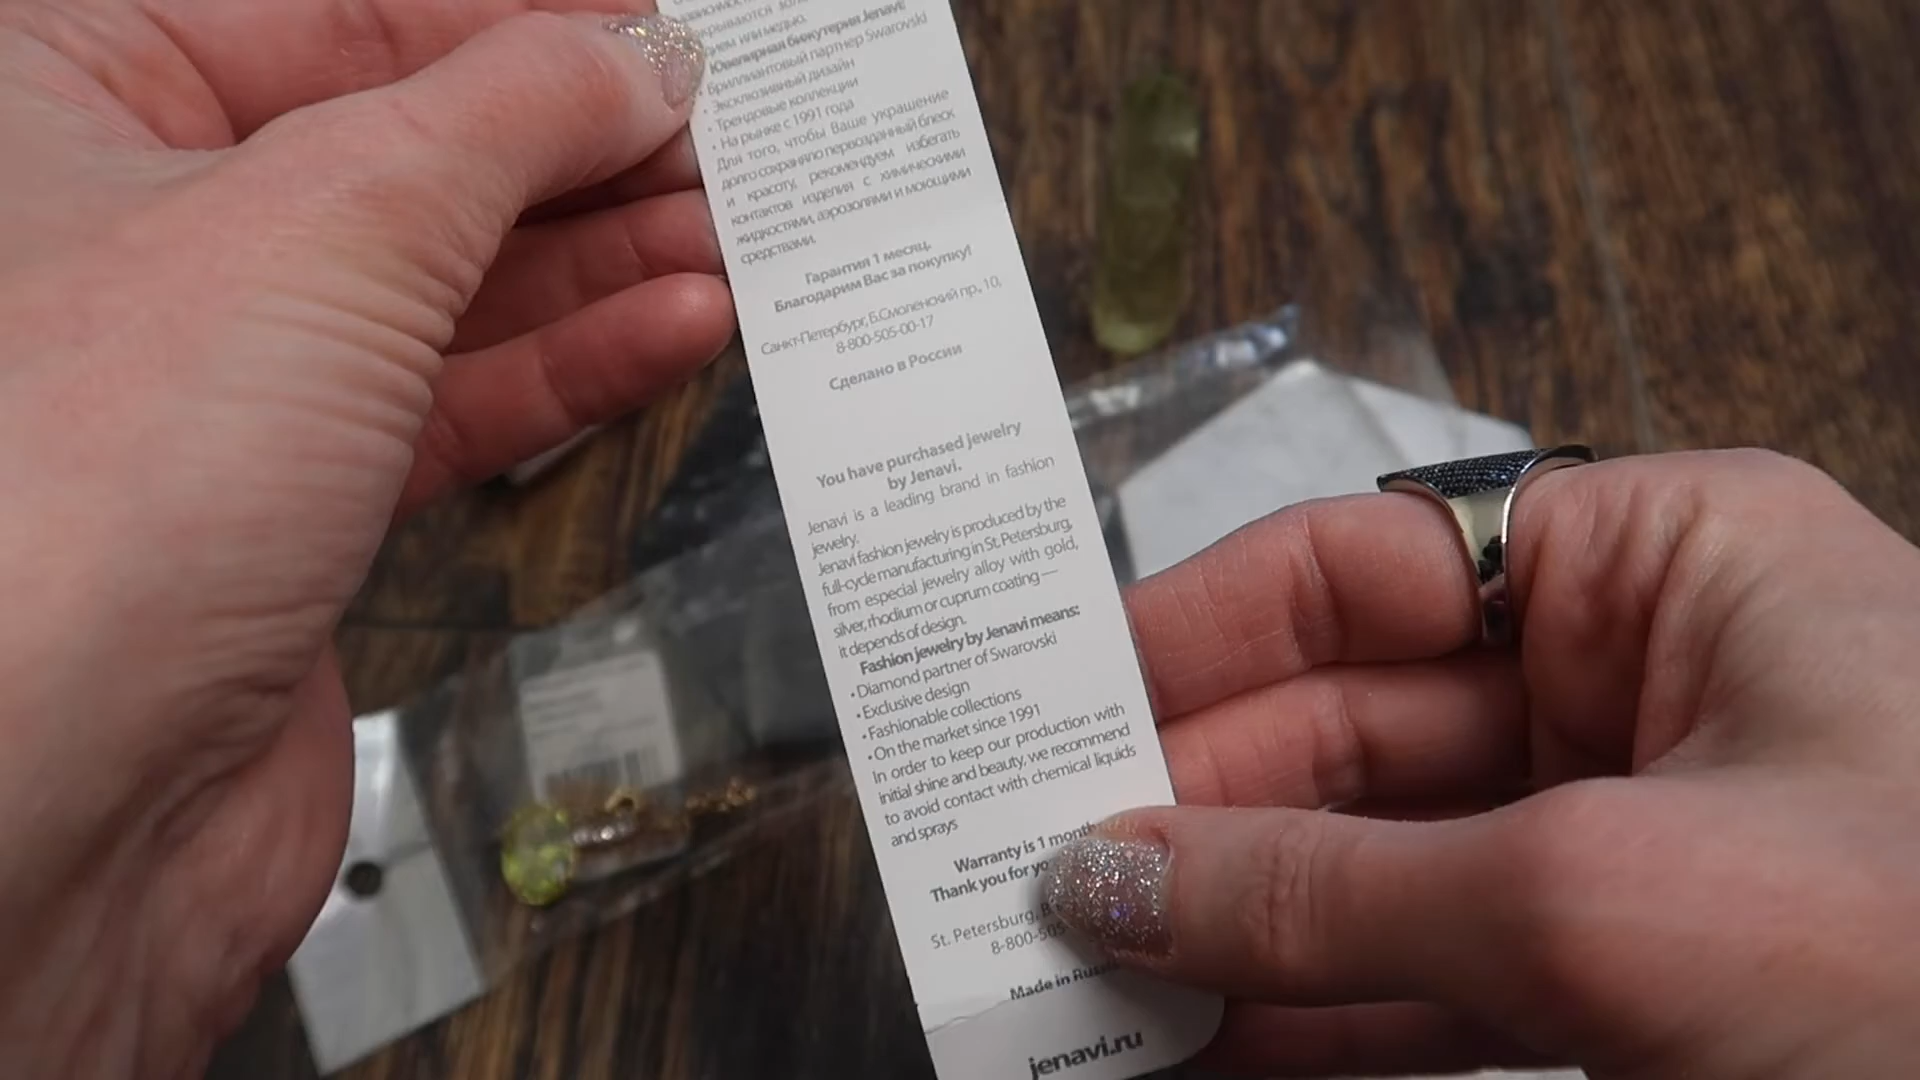 крываются
или медью.
Ювелирная бижутерия Jenavi:
• Бриллиантовый партнер Swarovski
• Эксклюзивный дизайн
• Трендовые коллекции
• На рынке с 1991 года
Для того, чтобы Ваше украшение
долго сохраняло первозданный блеск
и красоту, рекомендуем избегать
контактов изделия с химическими
жидкостями, аэрозолями и моющими
средствами.
Гарантия 1 месяц.
Благодарим Вас за покупку!
Санкт-Петербург, Б.Смоленский пр., 10,
8-800-505-00-17
Сделано в России
You have purchased jewelry
by Jenavi.
Jenavi is a leading brand in fashion
jewelry.
Jenavi fashion jewelry is produced by the
full-cycle manufacturing in St. Petersburg,
from especial jewelry alloy with gold,
silver, rhodium or cuprum coating —
it depends of design.
Fashion jewelry by Jenavi means:
• Diamond partner of Swarovski
• Exclusive design
• Fashionable collections
• On the market since 1991
In order to keep our production with
initial shine and beauty, we recommend
to avoid contact with chemical liquids
and sprays
Warranty is 1 month
Thank you for yo
St. Petersburg, B.
8-800-505
Made in Russia
jenavi.ru